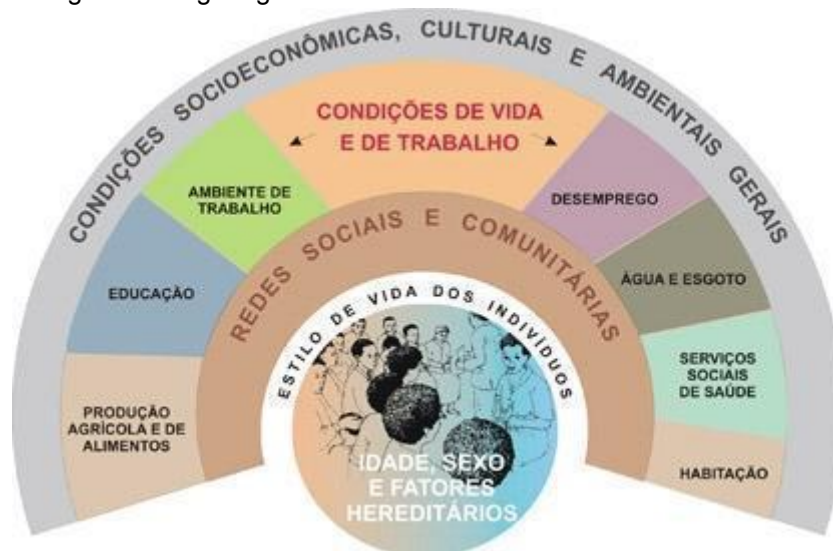 CONDIÇÕES SOCIOECONÔMICAS, CULTURAIS E AMBIENTAIS GERAIS
CONDIÇÕES DE VIDA
E DE TRABALHO
AMBIENTE DE
TRABALHO
DESEMPREGO
REDES SOCIAIS E COMUNITÁRIAS
EDUCAÇÃO
ÁGUA E ESGOTO
ESTILO DE VIDA DOS INDIVÍDUOS
SERVIÇOS
SOCIAIS
DE SAÚDE
PRODUÇÃO
AGRÍCOLA E DE
ALIMENTOS
HABITAÇÃO
IDADE, SEXO
E FATORES
HEREDITÁRIOS